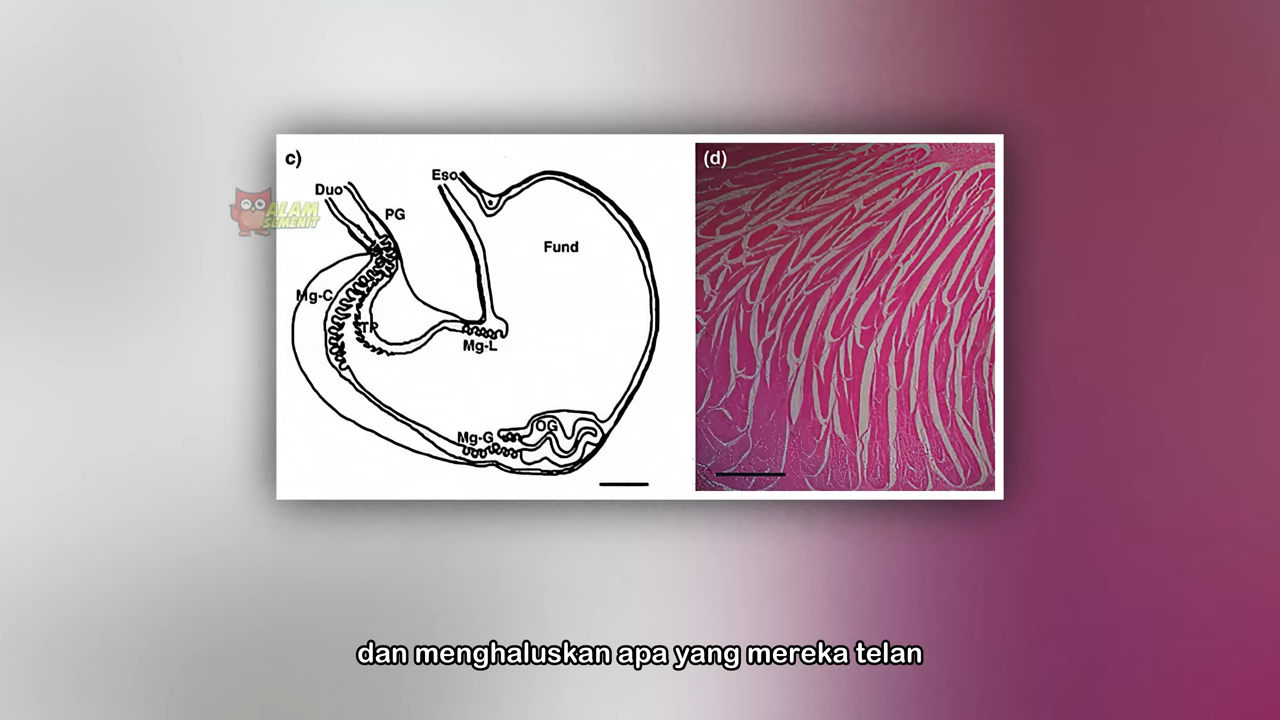 c)
Duo
PG
Eso
Fund
Mg-C
TP
Mg-L
Mg-G
OG
(d)
ALAM
SEMENIT
dan menghaluskan apa yang mereka telan